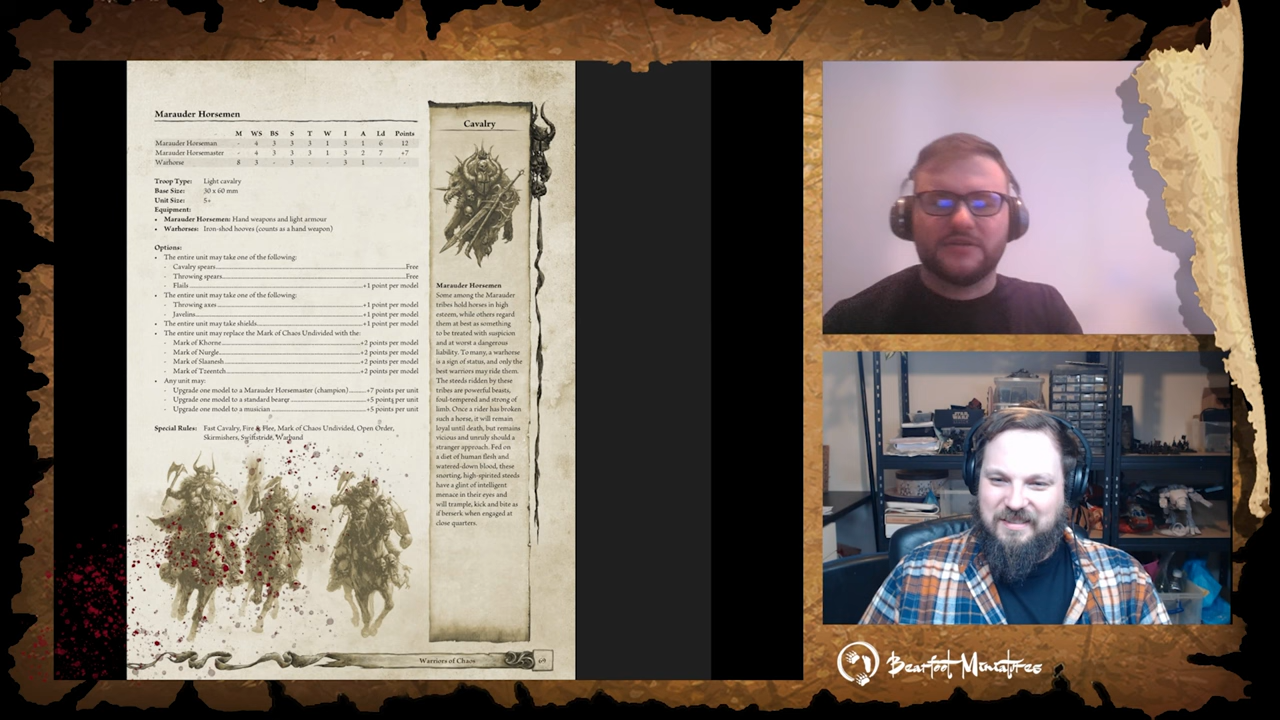 Marauder Horsemen
M WS BS S T W I A Ld Points
Marauder Horseman - 4 3 3 3 1 3 1 6 12
Marauder Horsemaster - 4 3 3 3 1 3 2 7 +7
Warhorse 8 3 - 3 - - 3 1 - -
Troop Type: Light cavalry
Base Size: 30 x 60 mm
Unit Size: 5+
Equipment:
• Marauder Horsemen: Hand weapons and light armour
• Warhorses: Iron-shod hooves (counts as a hand weapon)
Options:
• The entire unit may take one of the following:
- Cavalry spears Free
- Throwing spears Free
- Flails +1 point per model
• The entire unit may take one of the following:
- Throwing axes +1 point per model
- Javelins +1 point per model
• The entire unit may take shields +1 point per model
• The entire unit may replace the Mark of Chaos Undivided with the:
- Mark of Khorne +2 points per model
- Mark of Nurgle +2 points per model
- Mark of Slaanesh +2 points per model
- Mark of Tzeentch +2 points per model
• Any unit may:
- Upgrade one model to a Marauder Horsemaster (champion) +7 points per unit
- Upgrade one model to a standard bearer +5 points per unit
- Upgrade one model to a musician +5 points per unit
Special Rules: Fast Cavalry, Fire & Flee, Mark of Chaos Undivided, Open Order,
Skirmishers, Swiftstride, Warband
Cavalry
Marauder Horsemen
Some among the Marauder
tribes hold horses in high
esteem, while others regard
them at best as something
to be treated with suspicion
and at worst a dangerous
liability. To many, a warhorse
is a sign of status, and only the
best warriors may ride them.
The steeds ridden by these
tribes are powerful beasts,
foul-tempered and strong of
limb. Once a rider has broken
such a horse, it will remain
loyal until death, but remains
vicious and unruly should a
stranger approach. Fed on
a diet of human flesh and
watered-down blood, these
snorting, high-spirited steeds
have a glint of intelligent
menace in their eyes and
will trample, kick and bite as
if berserk when engaged at
close quarters.
Warriors of Chaos
STAR WARS
Bearfoot Miniatures